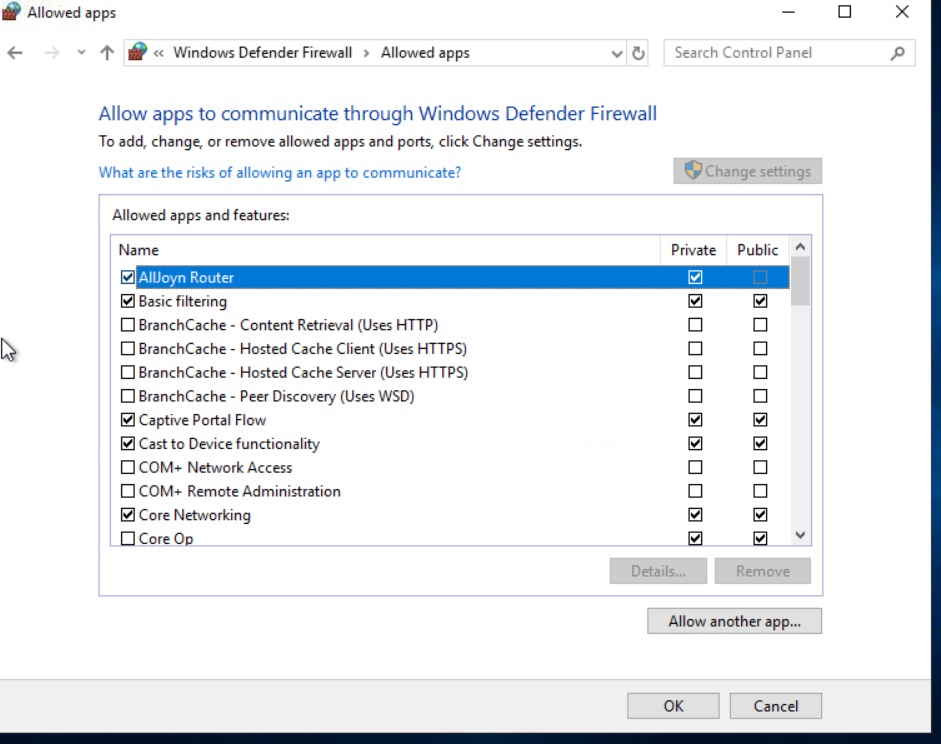 Allowed apps
« Windows Defender Firewall › Allowed apps
Search Control Panel
Allow apps to communicate through Windows Defender Firewall
To add, change, or remove allowed apps and ports, click Change settings.
What are the risks of allowing an app to communicate?
Change settings
Allowed apps and features:
Name Private Public
AllJoyn Router
Basic filtering
BranchCache - Content Retrieval (Uses HTTP)
BranchCache - Hosted Cache Client (Uses HTTPS)
BranchCache - Hosted Cache Server (Uses HTTPS)
BranchCache - Peer Discovery (Uses WSD)
Captive Portal Flow
Cast to Device functionality
COM+ Network Access
COM+ Remote Administration
Core Networking
Core Op
Details... Remove
Allow another app...
OK Cancel